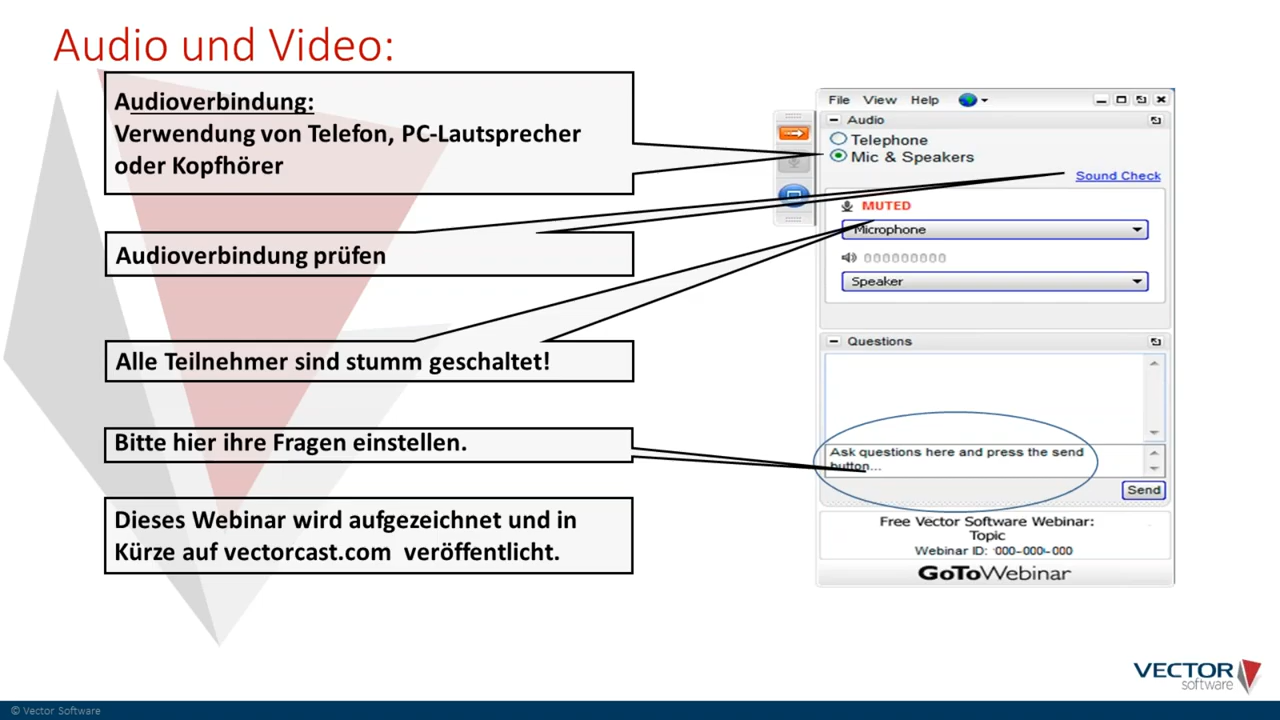 Audio und Video:
Audioverbindung:
Verwendung von Telefon, PC-Lautsprecher
oder Kopfhörer
Audioverbindung prüfen
Alle Teilnehmer sind stumm geschaltet!
Bitte hier ihre Fragen einstellen.
Dieses Webinar wird aufgezeichnet und in
Kürze auf vectorcast.com veröffentlicht.
File View Help
Audio
Telephone
Mic & Speakers
Sound Check
MUTED
Microphone
Speaker
Questions
Ask questions here and press the send
button...
Send
Free Vector Software Webinar:
Topic
Webinar ID: 000-000-000
GoToWebinar
VECTOR
software
© Vector Software